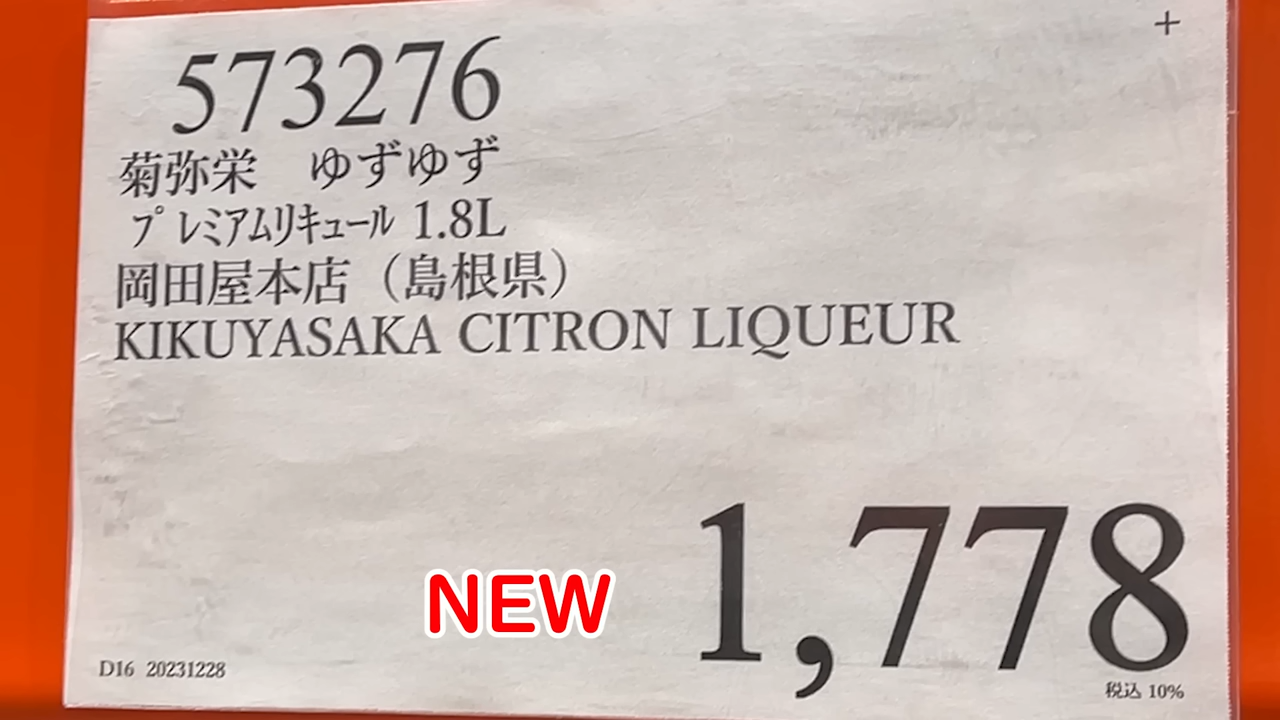 +
573276
菊弥栄　ゆずゆず
ﾌﾟﾚﾐｱﾑﾘｷｭｰﾙ 1.8L
岡田屋本店（島根県）
KIKUYASAKA CITRON LIQUEUR
NEW
1,778
D16 20231228
税込 10%